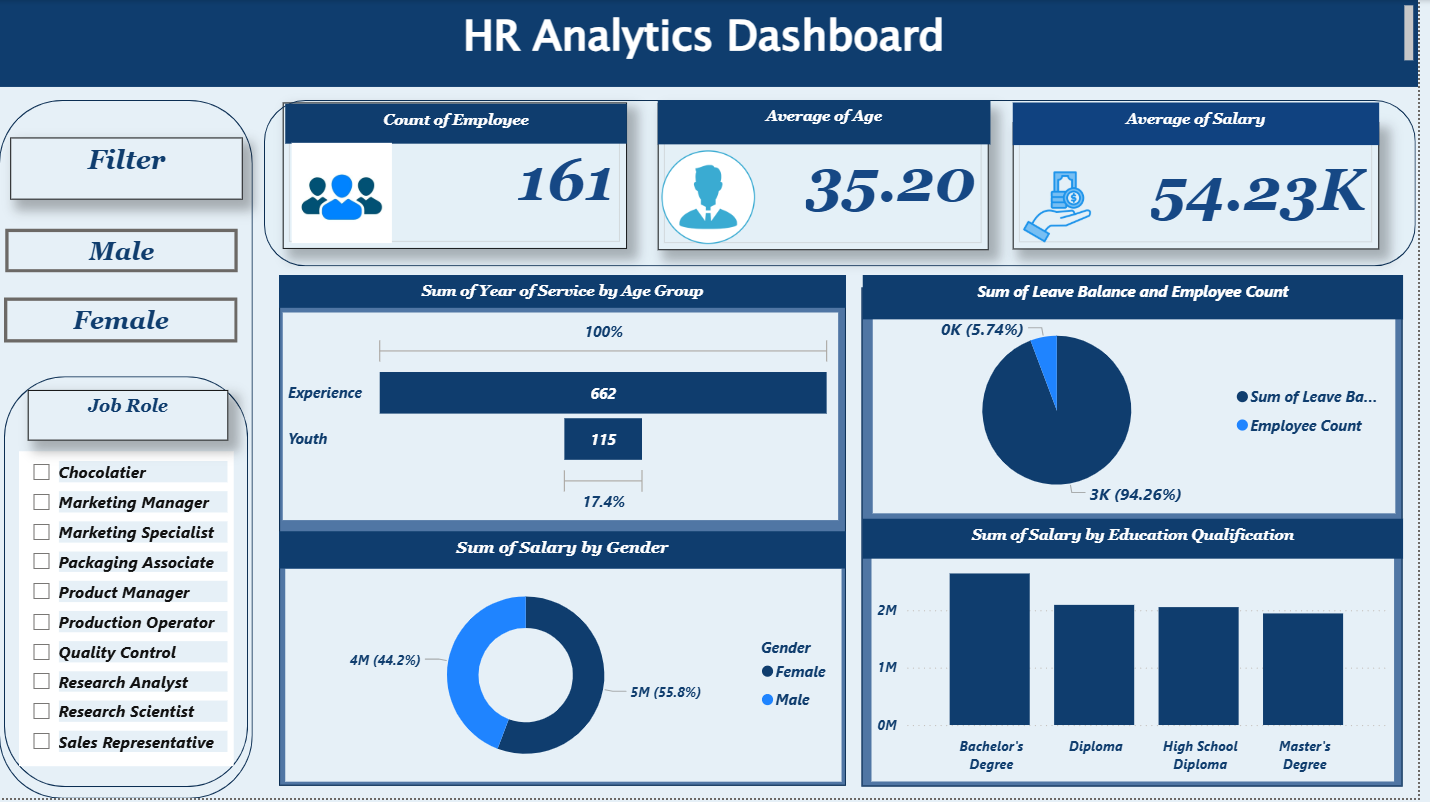 HR Analytics Dashboard
Filter
Male
Female
Job Role
Chocolatier
Marketing Manager
Marketing Specialist
Packaging Associate
Product Manager
Production Operator
Quality Control
Research Analyst
Research Scientist
Sales Representative
Count of Employee
161
Average of Age
35.20
Average of Salary
$
54.23K
Sum of Year of Service by Age Group
100%
Experience
662
Youth
115
17.4%
Sum of Leave Balance and Employee Count
0K (5.74%)
3K (94.26%)
Sum of Leave Ba...
Employee Count
Sum of Salary by Gender
4M (44.2%)
5M (55.8%)
Gender
Female
Male
Sum of Salary by Education Qualification
2M
1M
0M
Bachelor's
Degree
Diploma
High School
Diploma
Master's
Degree